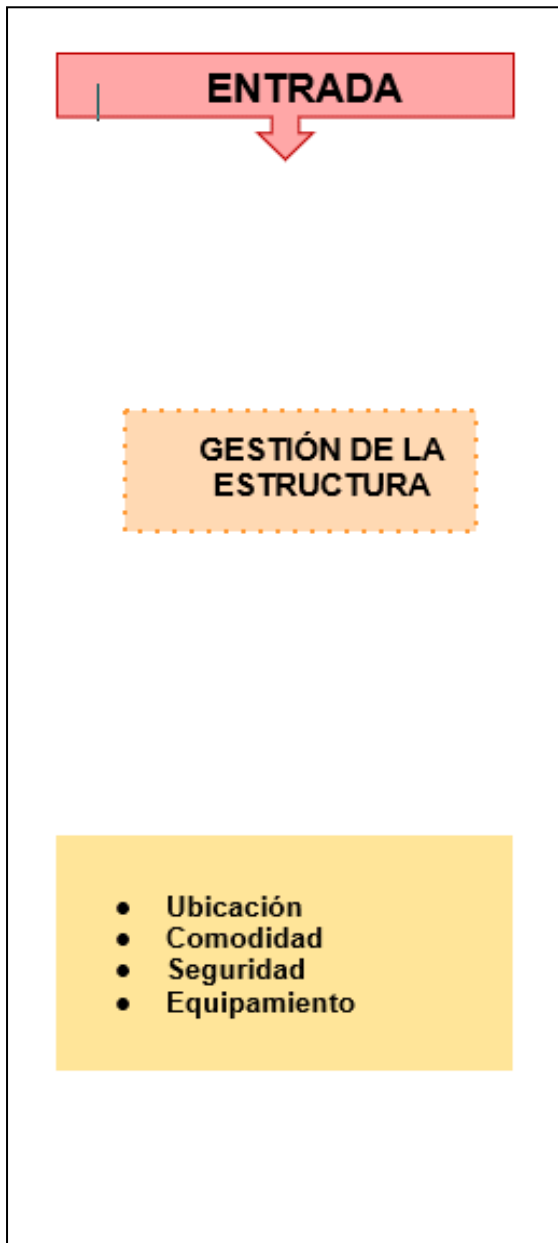 ENTRADA
GESTIÓN DE LA
ESTRUCTURA
● Ubicación
● Comodidad
● Seguridad
● Equipamiento